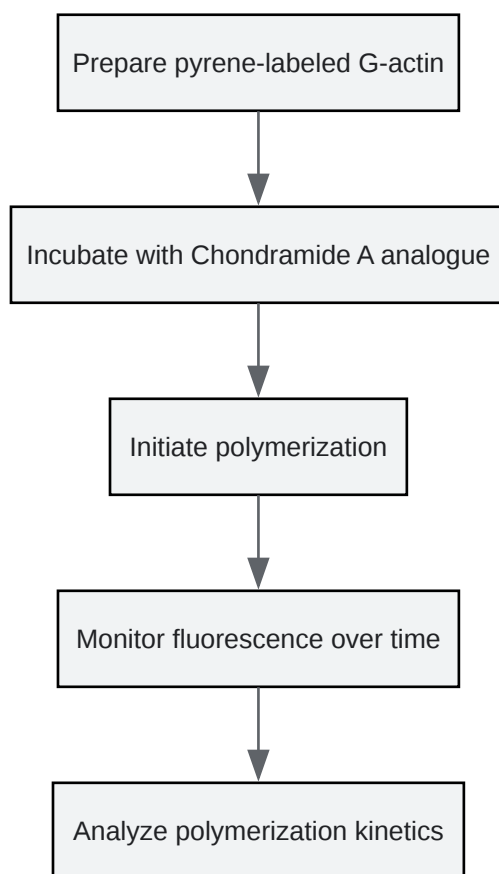 Prepare pyrene-labeled G-actin
Incubate with Chondramide A analogue
Initiate polymerization
Monitor fluorescence over time
Analyze polymerization kinetics